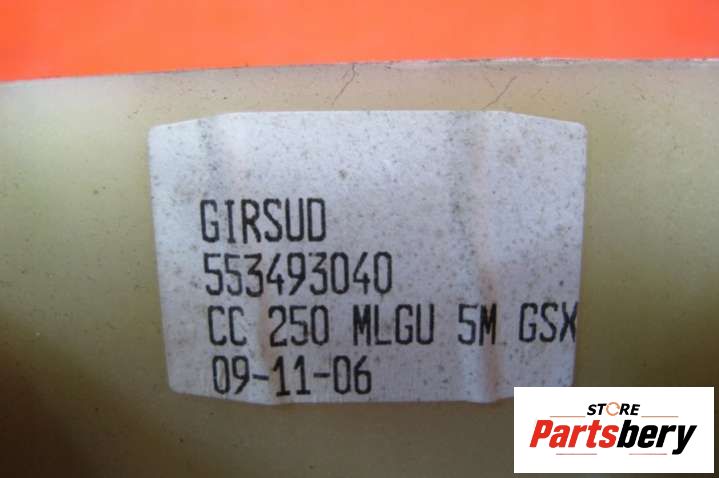 GIRSUD
553493040
CC 250 MLGU 5M GSX
09-11-06
STORE
Partsbery